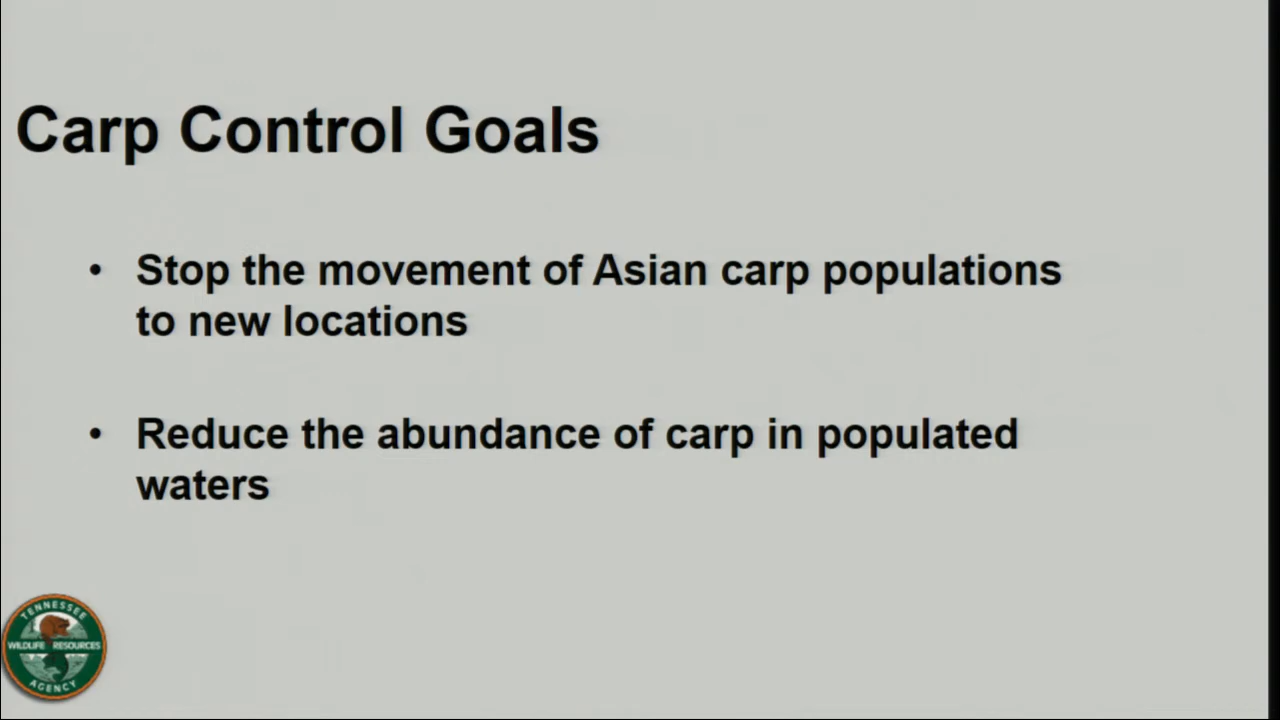 Carp Control Goals
• Stop the movement of Asian carp populations
to new locations
• Reduce the abundance of carp in populated
waters
TENNESSEE
WILDLIFE RESOURCES
AGENCY